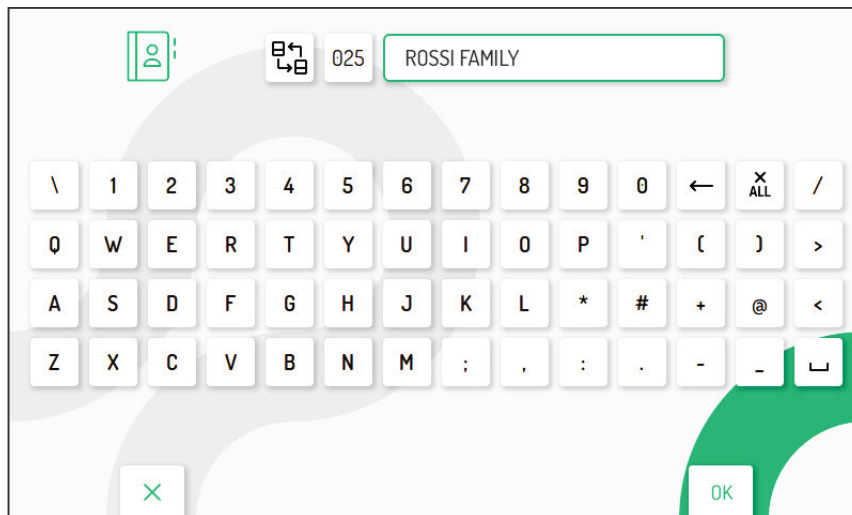 025 ROSSI FAMILY
\ 1 2 3 4 5 6 7 8 9 0 ← × ALL /
Q W E R T Y U I O P ' ( ) >
A S D F G H J K L * # + @ <
Z X C V B N M ; , : . - _ ⌴
× OK